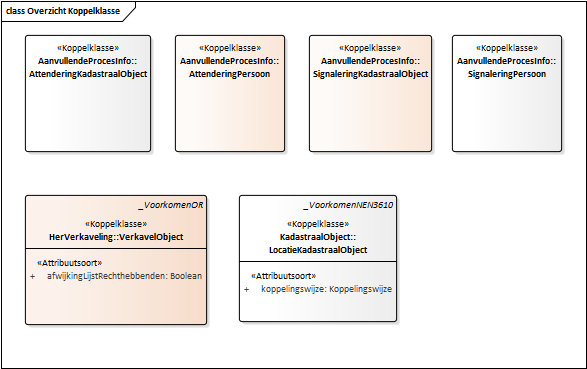 class Overzicht Koppelklasse
«Koppelklasse»
AanvullendeProcesInfo::
AttenderingKadastraalObject
«Koppelklasse»
AanvullendeProcesInfo::
AttenderingPersoon
«Koppelklasse»
AanvullendeProcesInfo::
SignaleringKadastraalObject
«Koppelklasse»
AanvullendeProcesInfo::
SignaleringPersoon
_VoorkomenOR
«Koppelklasse»
HerVerkaveling::VerkavelObject
«Attribuutsoort»
+ afwijkingLijstRechthebbenden: Boolean
_VoorkomenNEN3610
«Koppelklasse»
KadastraalObject::
LocatieKadastraalObject
«Attribuutsoort»
+ koppelingswijze: Koppelingswijze